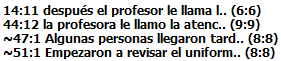 14:11 después el profesor le llama l.. (6:6)
44:12 la profesora le llamo la atenc.. (9:9)
~47:1 Algunas personas llegaron tard.. (8:8)
~51:1 Empezaron a revisar el uniform.. (8:8)